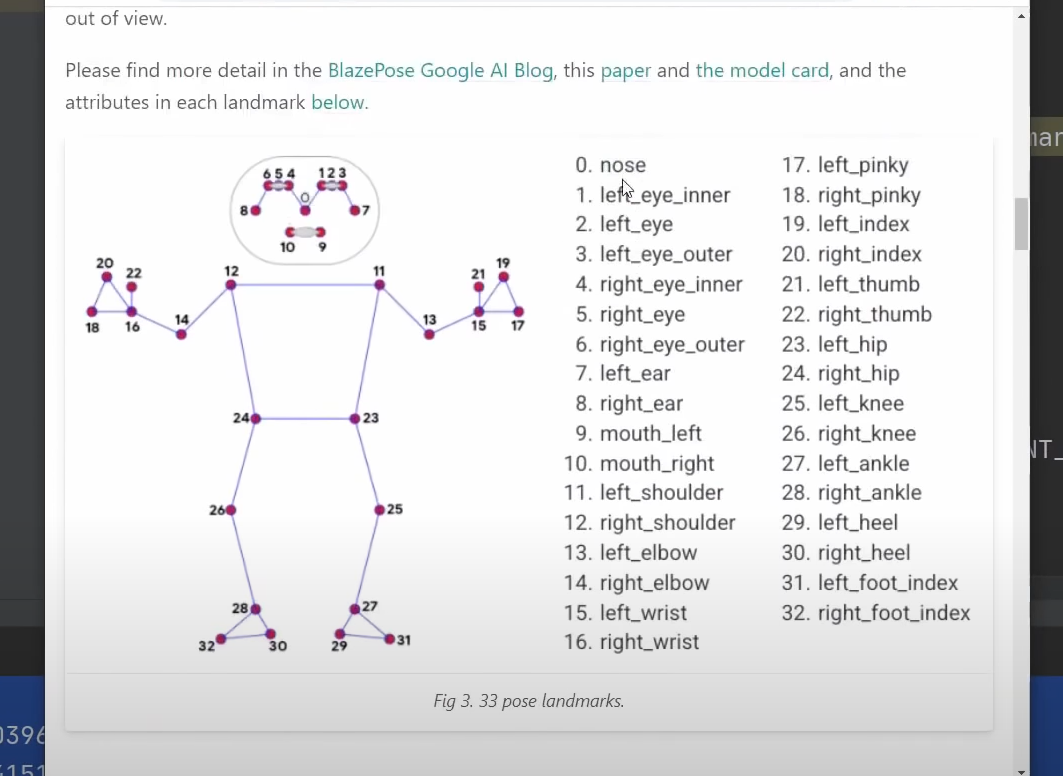 out of view.
Please find more detail in the BlazePose Google AI Blog, this paper and the model card, and the
attributes in each landmark below.
6 5 4 1 2 3
0
8 7
10 9
20 22 12 11 21 19
18 16 14 13 15 17
24 23
26 25
28 27
32 30 29 31
0. nose
1. left_eye_inner
2. left_eye
3. left_eye_outer
4. right_eye_inner
5. right_eye
6. right_eye_outer
7. left_ear
8. right_ear
9. mouth_left
10. mouth_right
11. left_shoulder
12. right_shoulder
13. left_elbow
14. right_elbow
15. left_wrist
16. right_wrist
17. left_pinky
18. right_pinky
19. left_index
20. right_index
21. left_thumb
22. right_thumb
23. left_hip
24. right_hip
25. left_knee
26. right_knee
27. left_ankle
28. right_ankle
29. left_heel
30. right_heel
31. left_foot_index
32. right_foot_index
Fig 3. 33 pose landmarks.